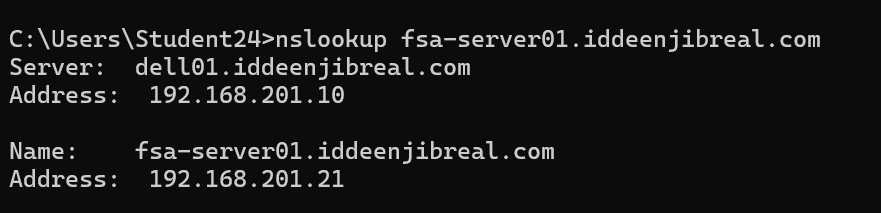 C:\Users\Student24>nslookup fsa-server01.iddeenjibreal.com
Server:  dell01.iddeenjibreal.com
Address:  192.168.201.10

Name:    fsa-server01.iddeenjibreal.com
Address:  192.168.201.21